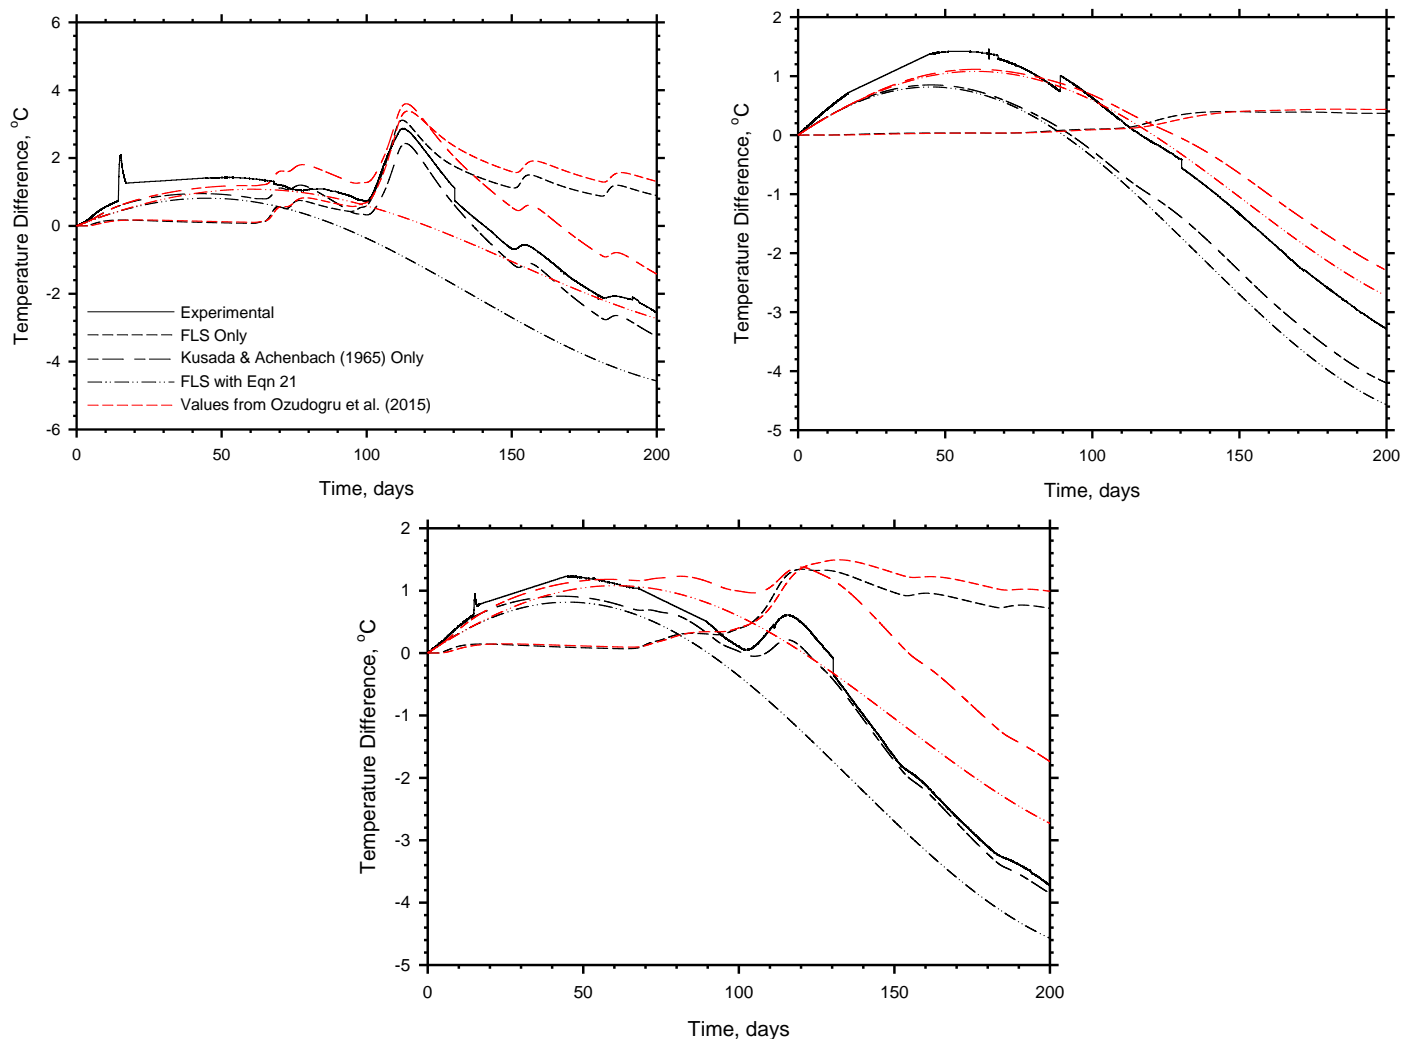 6
4
2
0
-2
-4
-6
Temperature Difference, °C
Experimental
FLS Only
Kusada & Achenbach (1965) Only
FLS with Eqn 21
Values from Ozudogru et al. (2015)
0 50 100 150 200
Time, days
2
1
0
-1
-2
-3
-4
-5
Temperature Difference, °C
0 50 100 150 200
Time, days
2
1
0
-1
-2
-3
-4
-5
Temperature Difference, °C
0 50 100 150 200
Time, days